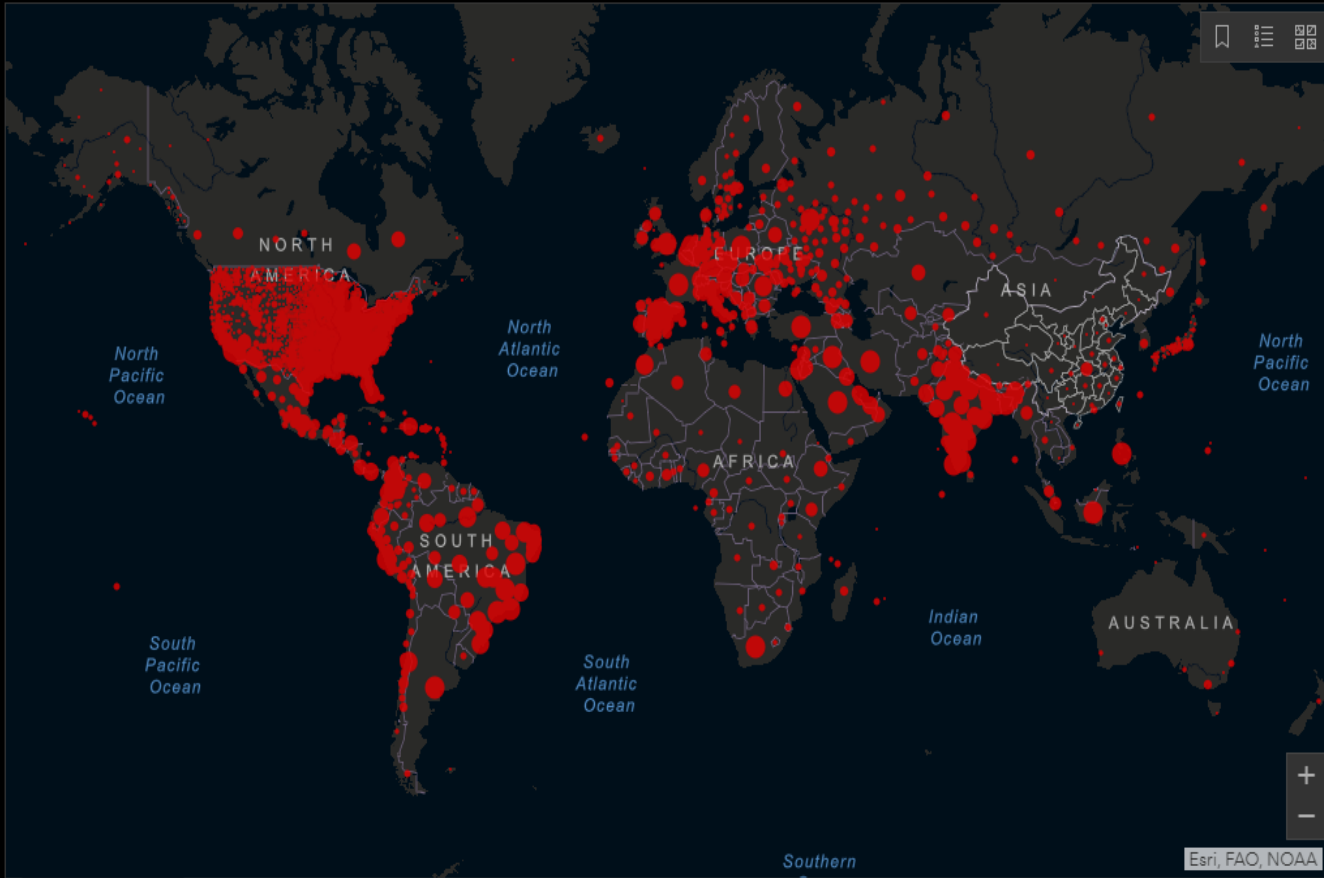 NORTH
AMERICA
EUROPE
ASIA
North
Atlantic
Ocean
North
Pacific
Ocean
North
Pacific
Ocean
AFRICA
SOUTH
AMERICA
AUSTRALIA
Indian
Ocean
South
Pacific
Ocean
South
Atlantic
Ocean
+
−
Esri, FAO, NOAA
Southern